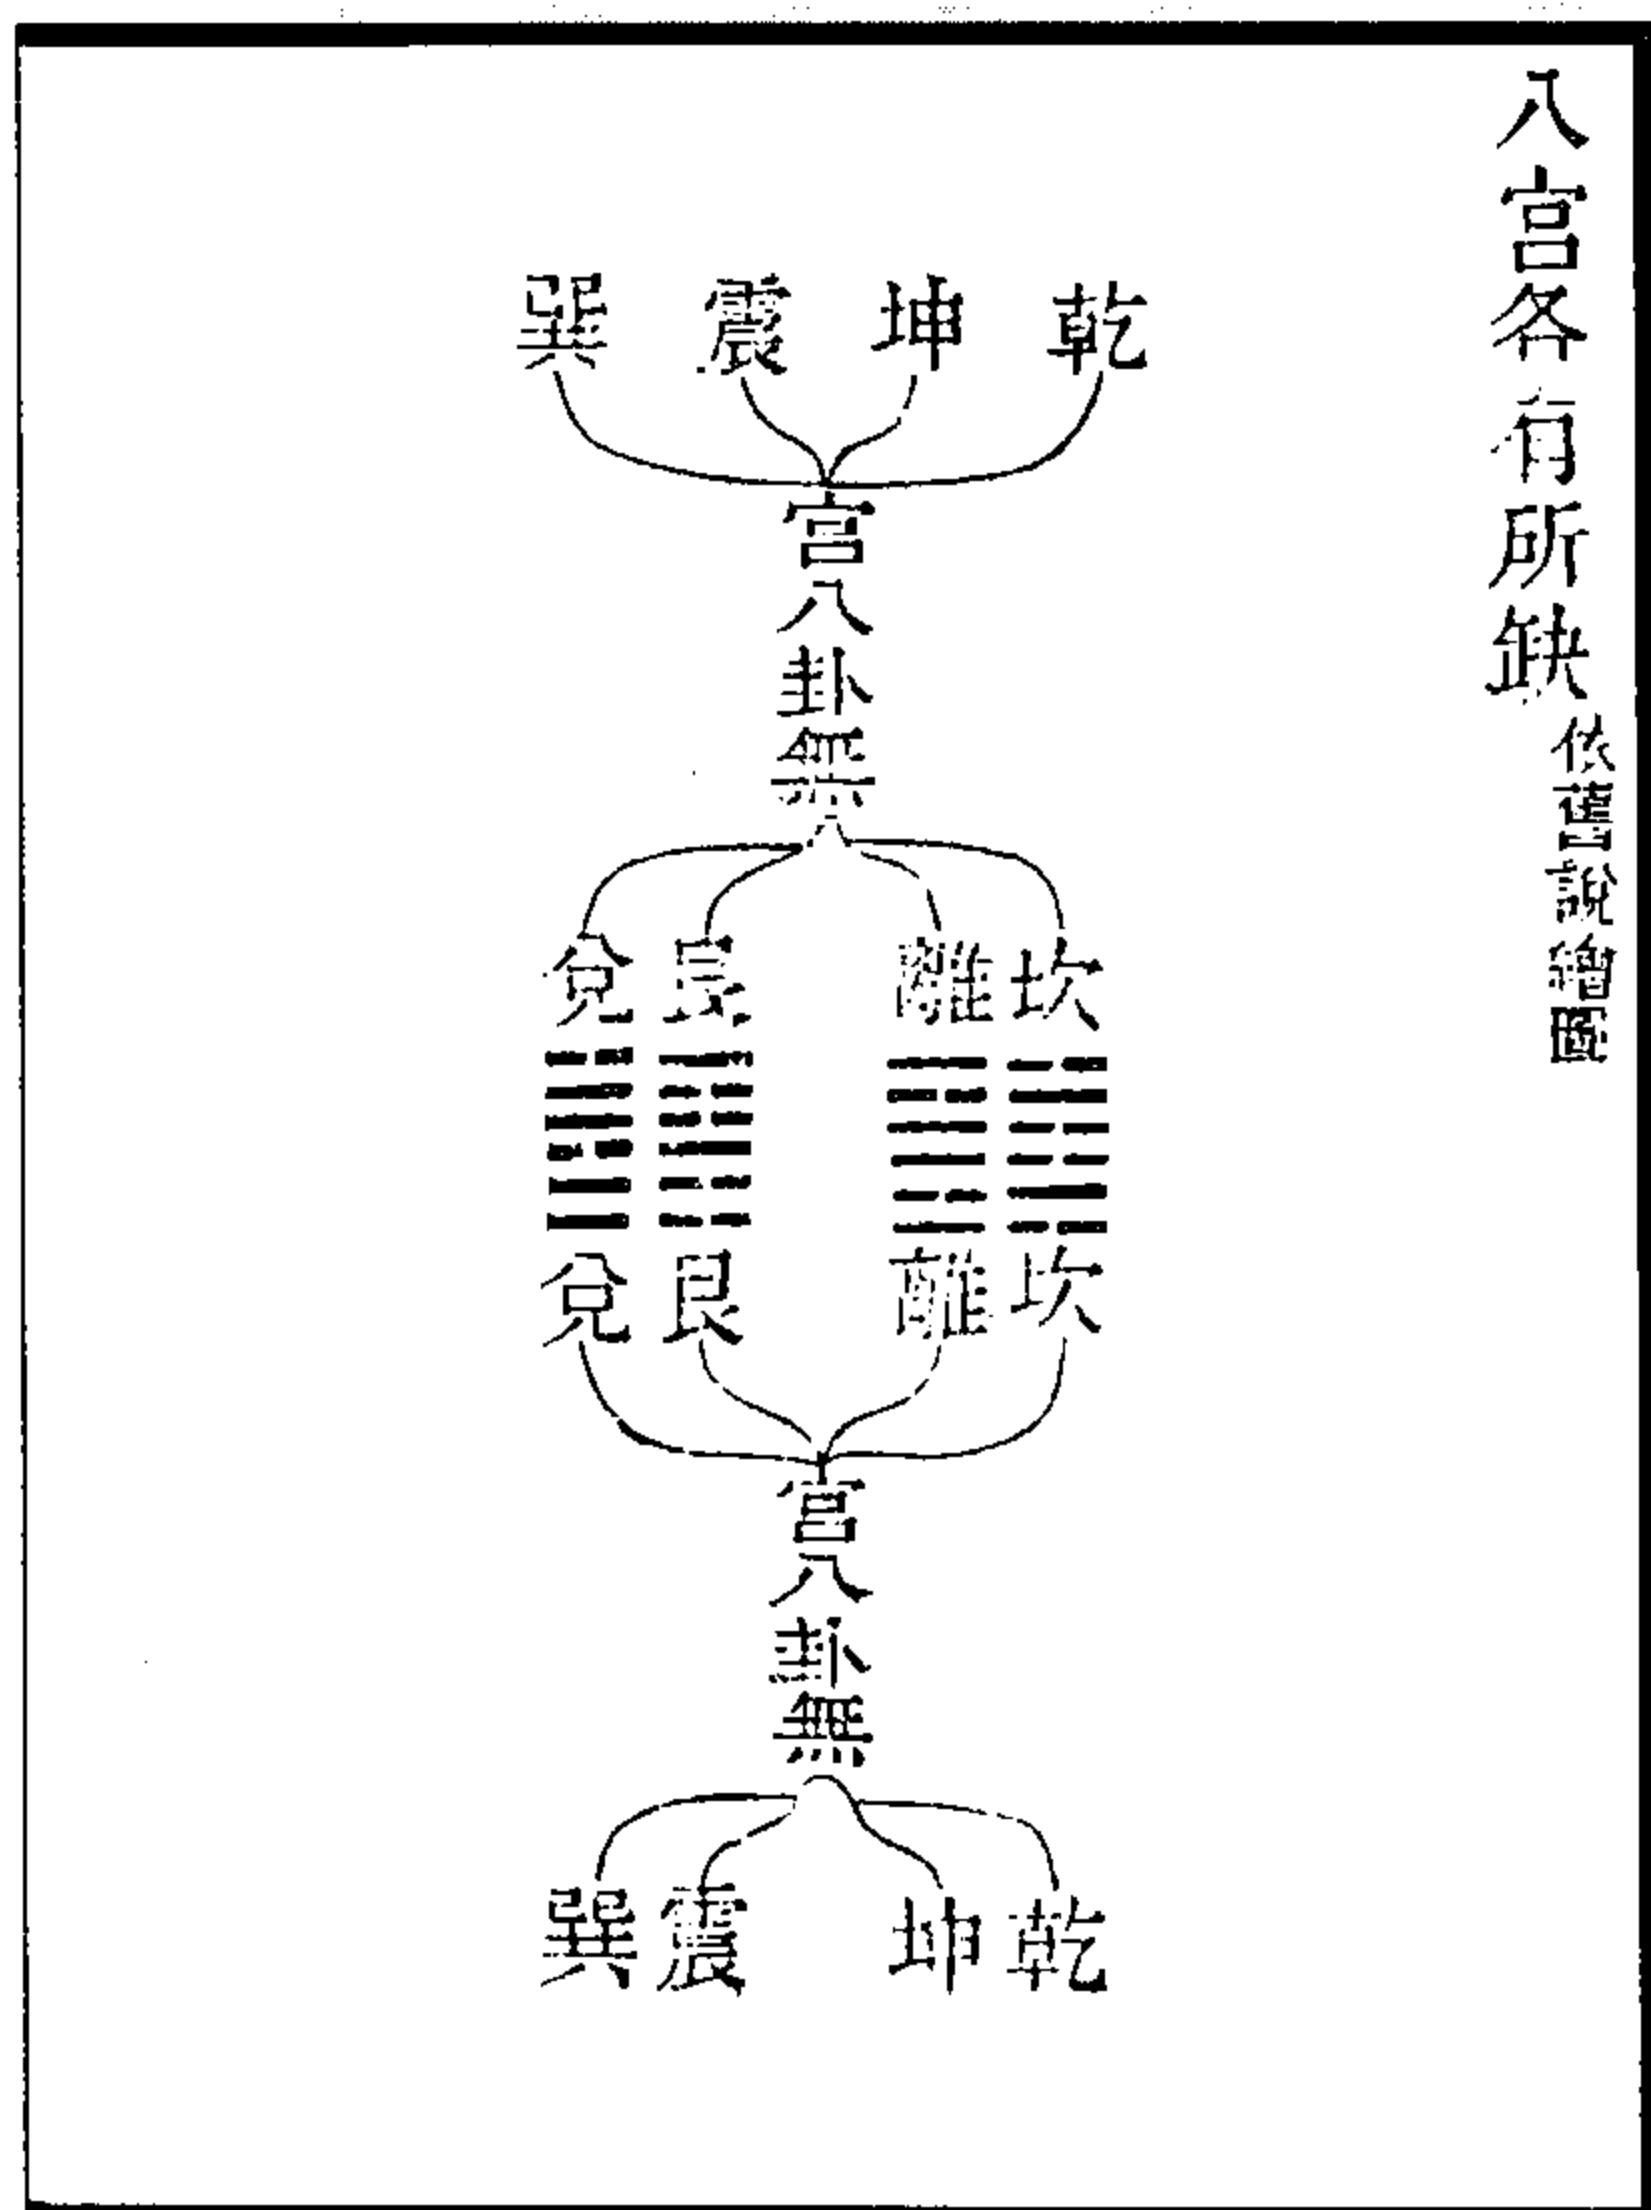 八宮各有所缺
依舊說繪圖
乾 坤 震 巽
宮八卦無
坎 離 艮 兌
坎 離 艮 兌
宮八卦無
乾 坤 震 巽